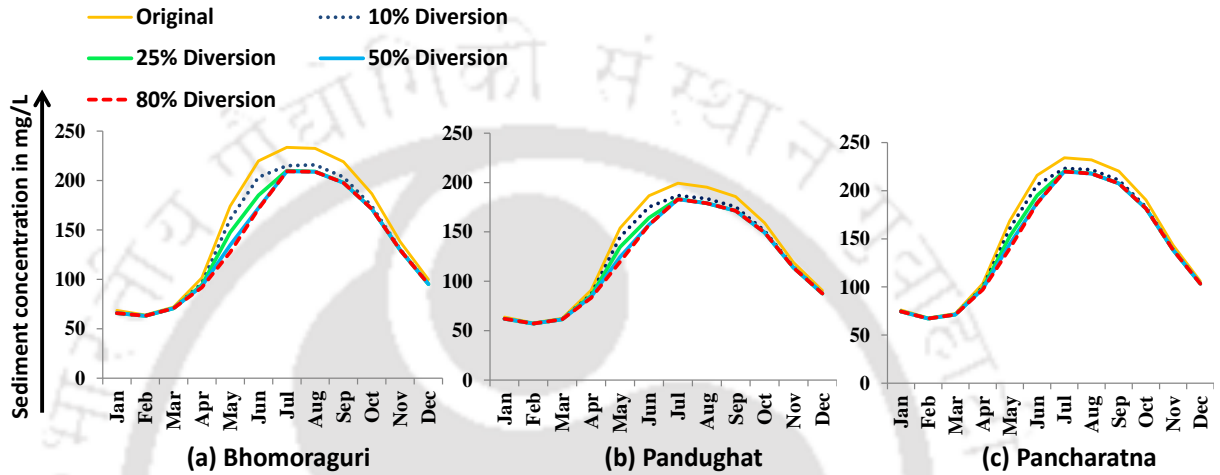 Original
10% Diversion
25% Diversion
50% Diversion
80% Diversion
Sediment concentration in mg/L
250
200
150
100
50
0
Jan Feb Mar Apr May Jun Jul Aug Sep Oct Nov Dec
(a) Bhomoraguri
250
200
150
100
50
0
Jan Feb Mar Apr May Jun Jul Aug Sep Oct Nov Dec
(b) Pandughat
250
200
150
100
50
0
Jan Feb Mar Apr May Jun Jul Aug Sep Oct Nov Dec
(c) Pancharatna